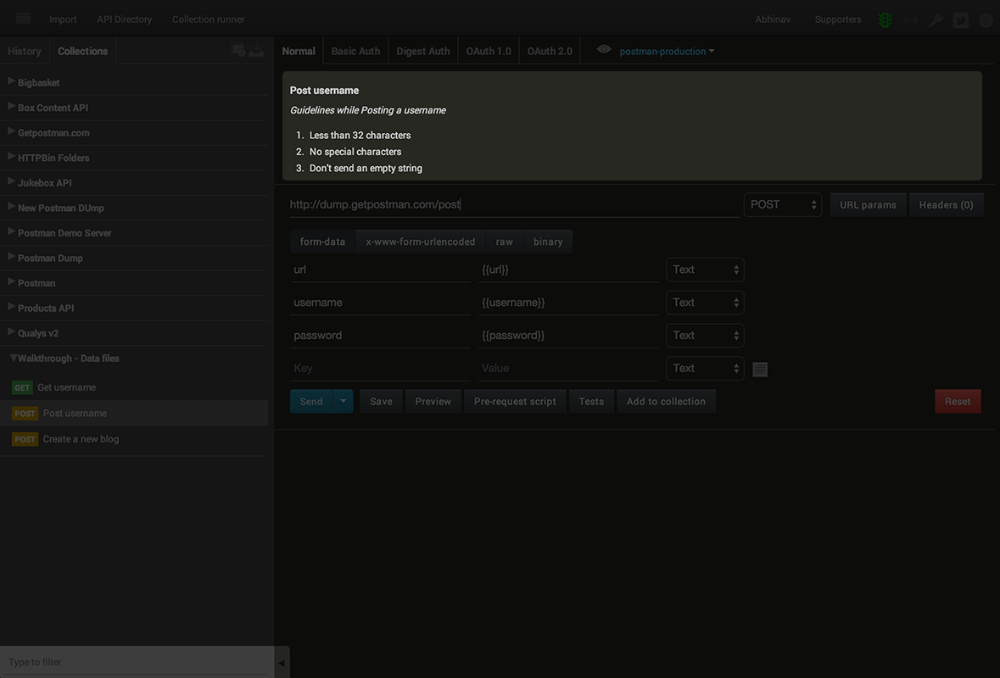 Import API Directory Collection runner Abhinav Supporters
History Collections
Normal Basic Auth Digest Auth OAuth 1.0 OAuth 2.0 postman-production
Bigbasket
Box Content API
Getpostman.com
HTTPBin Folders
Jukebox API
New Postman DUmp
Postman Demo Server
Postman Dump
Postman
Products API
Qualys v2
Walkthrough - Data files
GET Get username
POST Post username
POST Create a new blog
Type to filter
Post username
Guidelines while Posting a username
1. Less than 32 characters
2. No special characters
3. Don't send an empty string
http://dump.getpostman.com/post POST URL params Headers (0)
form-data x-www-form-urlencoded raw binary
url {{url}} Text
username {{username}} Text
password {{password}} Text
Key Value Text
Send Save Preview Pre-request script Tests Add to collection Reset